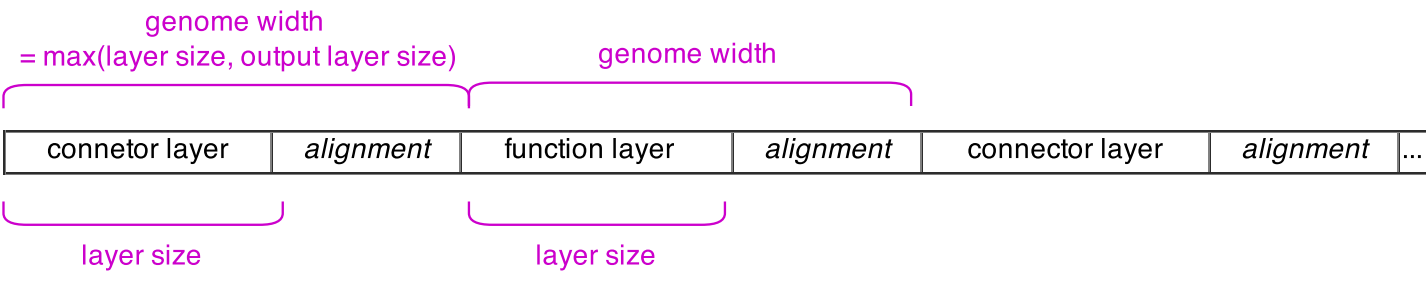 genome width
= max(layer size, output layer size)
genome width
connetor layer
alignment
function layer
alignment
connector layer
alignment
...
layer size
layer size